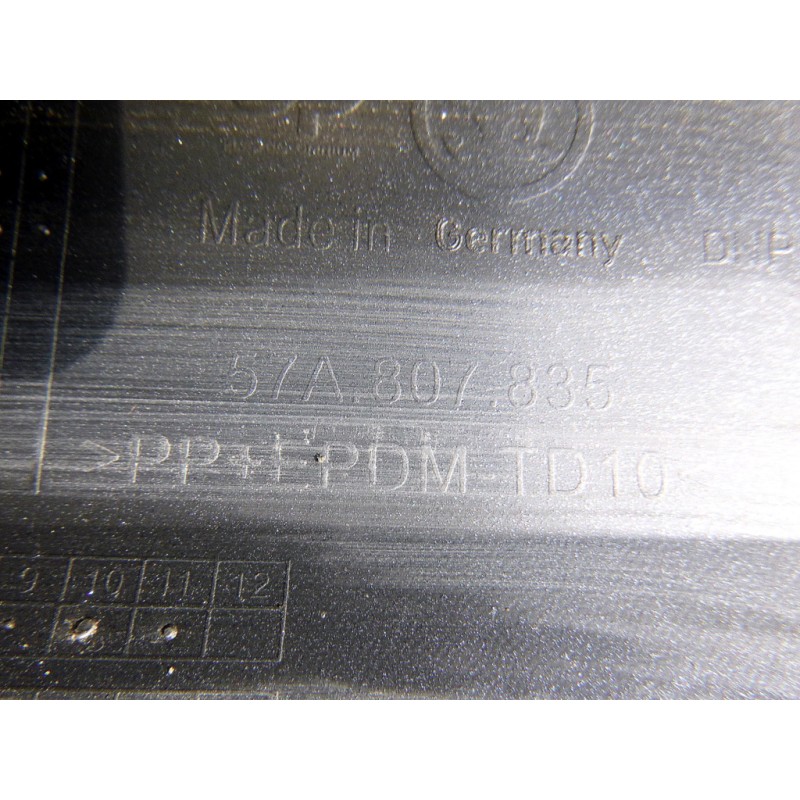 Made in Germany
57A.807.835
>PP+EPDM-TD10<
9 10 11 12